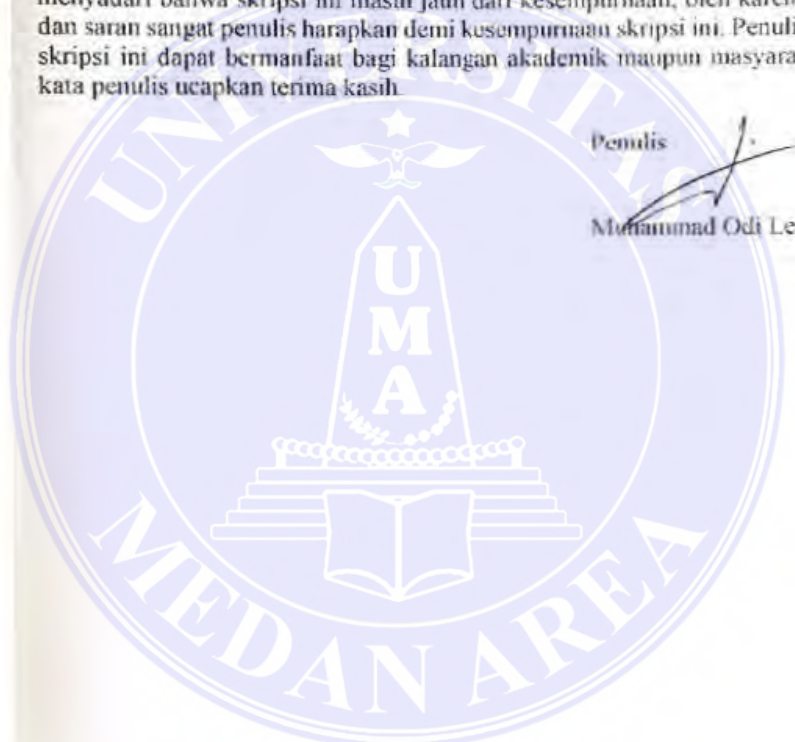 menyadari bahwa skripsi ini masih jauh dari kesempurnaan, oleh
dan saran sangat penulis harapkan demi kesempurnaan skripsi ini. Penuli
skripsi ini dapat bermanfaat bagi kalangan akademik maupun masyara
kata penulis ucapkan terima kasih.
Penulis
Muhammad Odi Le
UNIVERSITAS
UMA
MEDAN AREA